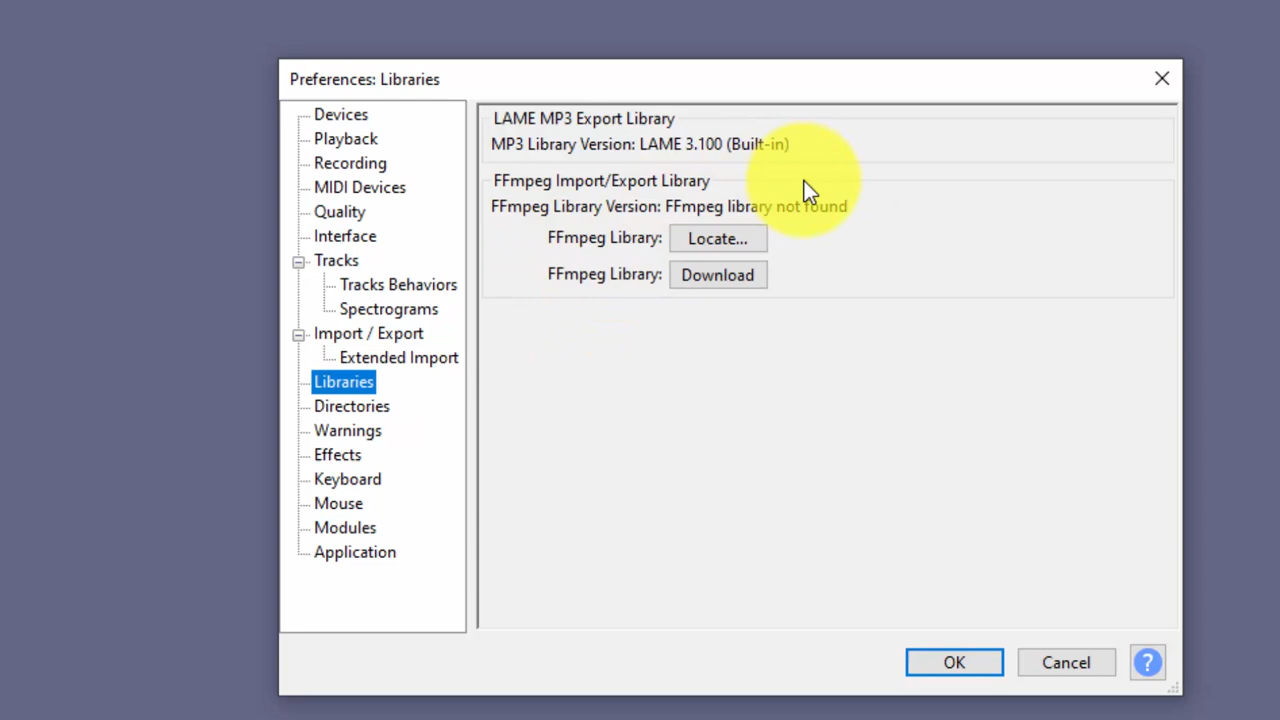 Preferences: Libraries
Devices
Playback
Recording
MIDI Devices
Quality
Interface
Tracks
Tracks Behaviors
Spectrograms
Import / Export
Extended Import
Libraries
Directories
Warnings
Effects
Keyboard
Mouse
Modules
Application
LAME MP3 Export Library
MP3 Library Version: LAME 3.100 (Built-in)
FFmpeg Import/Export Library
FFmpeg Library Version: FFmpeg library not found
FFmpeg Library: Locate...
FFmpeg Library: Download
OK Cancel ?